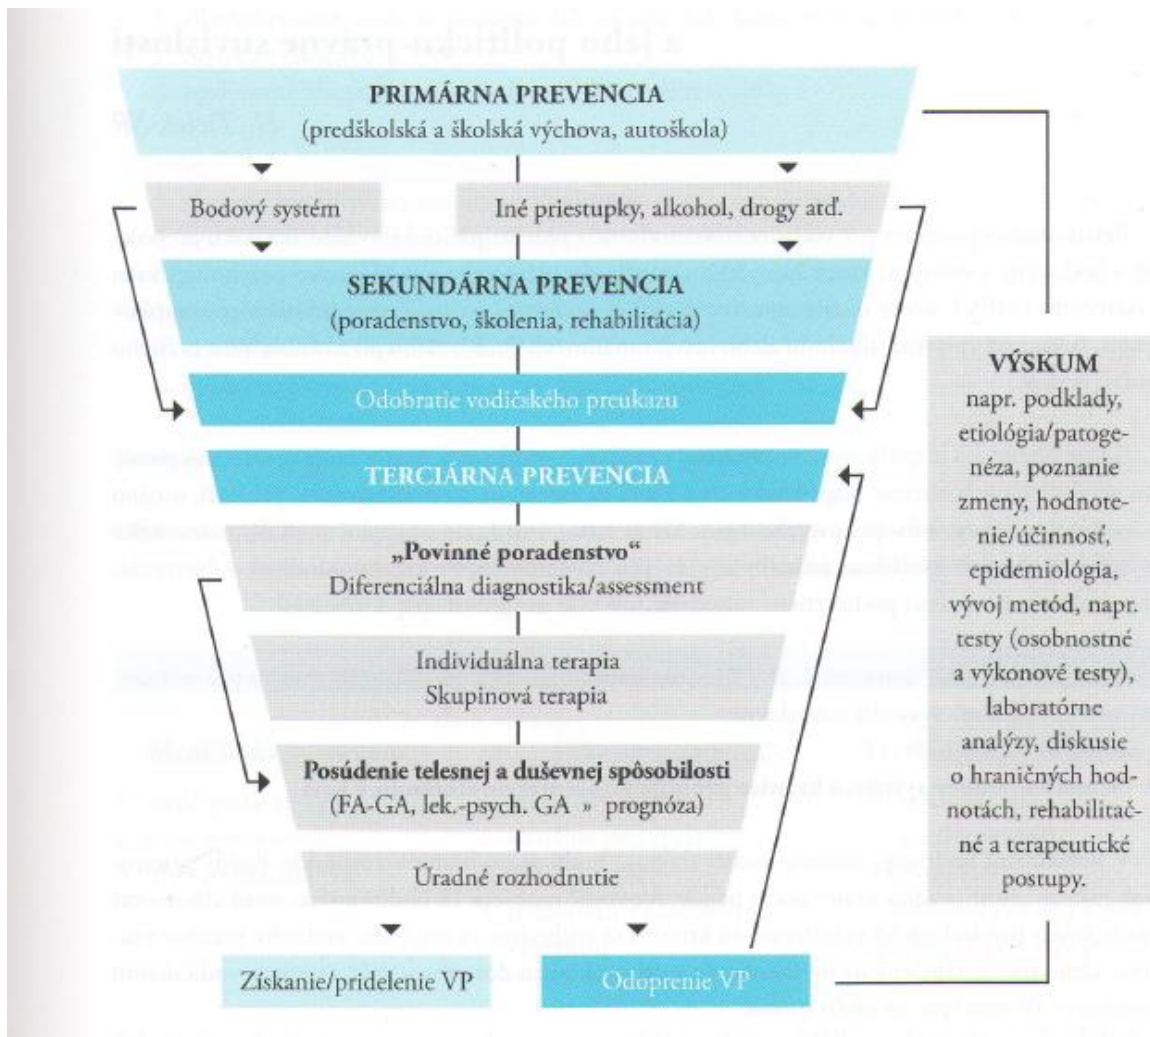 PRIMÁRNA PREVENCIA
(predškolská a školská výchova, autoškola)
Bodový systém
Iné priestupky, alkohol, drogy atď.
SEKUNDÁRNA PREVENCIA
(poradenstvo, školenia, rehabilitácia)
Odobratie vodičského preukazu
TERCIÁRNA PREVENCIA
„Povinné poradenstvo“
Diferenciálna diagnostika/assessment
Individuálna terapia
Skupinová terapia
Posúdenie telesnej a duševnej spôsobilosti
(FA-GA, lek.-psych. GA » prognóza)
Úradné rozhodnutie
Získanie/pridelenie VP
Odoprenie VP
VÝSKUM
napr. podklady,
etiológia/patoge-
néza, poznanie
zmeny, hodnote-
nie/účinnosť,
epidemiológia,
vývoj metód, napr.
testy (osobnostné
a výkonové testy),
laboratórne
analýzy, diskusie
o hraničných hod-
notách, rehabilitač-
né a terapeutické
postupy.